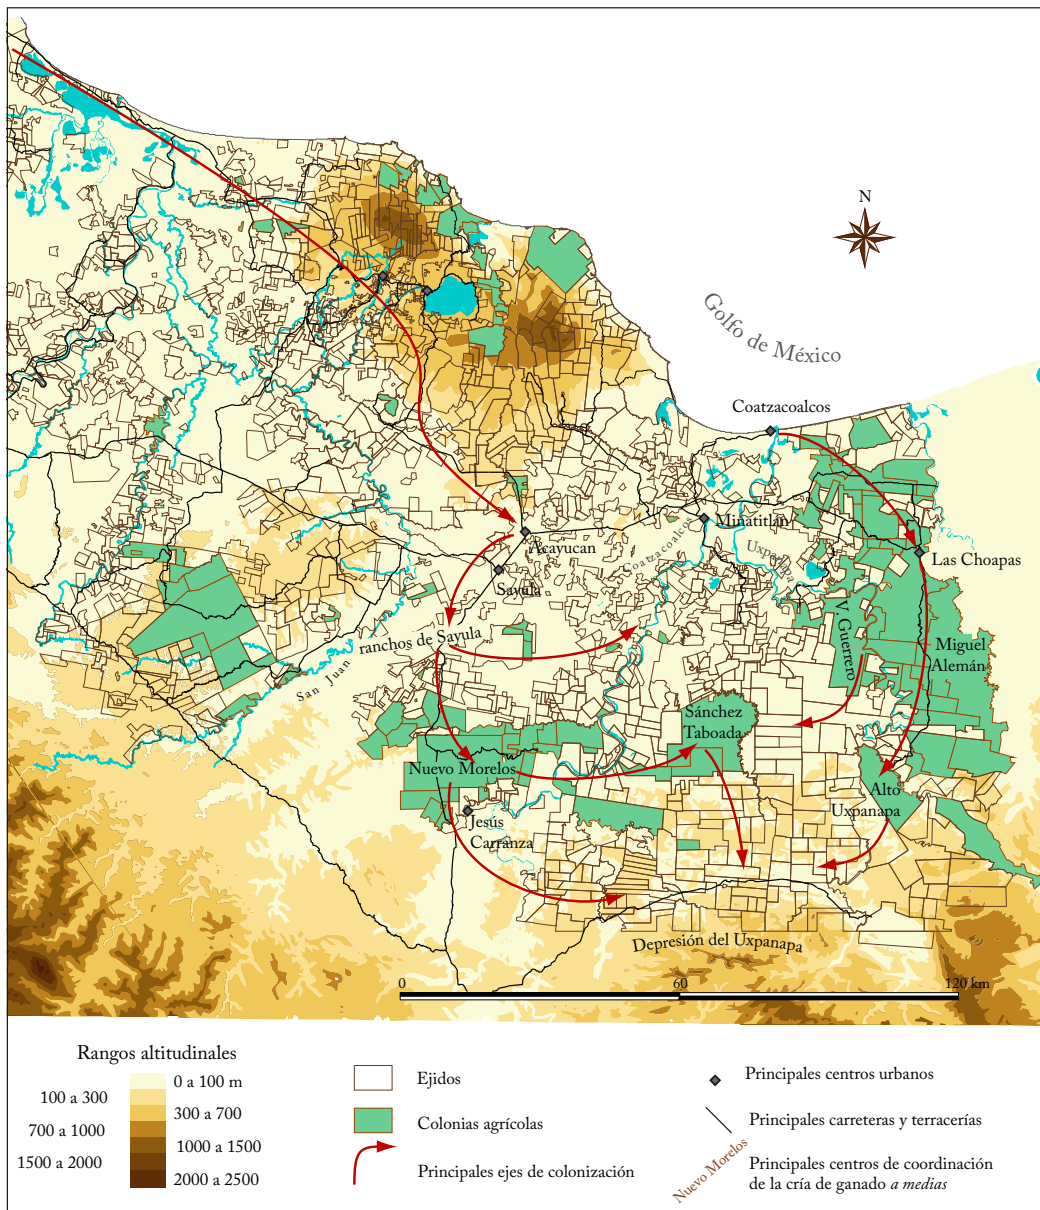 N
Golfo de México
Coatzacoalcos
Minatitlán
Acayucan
Coatzacoalcos
Uxpanapa
Las Choapas
Sayula
ranchos de Sayula
V. Guerrero
Miguel
Alemán
San Juan
Sánchez
Taboada
Nuevo Morelos
Alto
Uxpanapa
Jesús
Carranza
Depresión del Uxpanapa
0
60
120 km
Rangos altitudinales
0 a 100 m
100 a 300
300 a 700
700 a 1000
1000 a 1500
1500 a 2000
2000 a 2500
Ejidos
Colonias agrícolas
Principales ejes de colonización
Principales centros urbanos
Principales carreteras y terracerías
Nuevo Morelos
Principales centros de coordinación
de la cría de ganado a medias